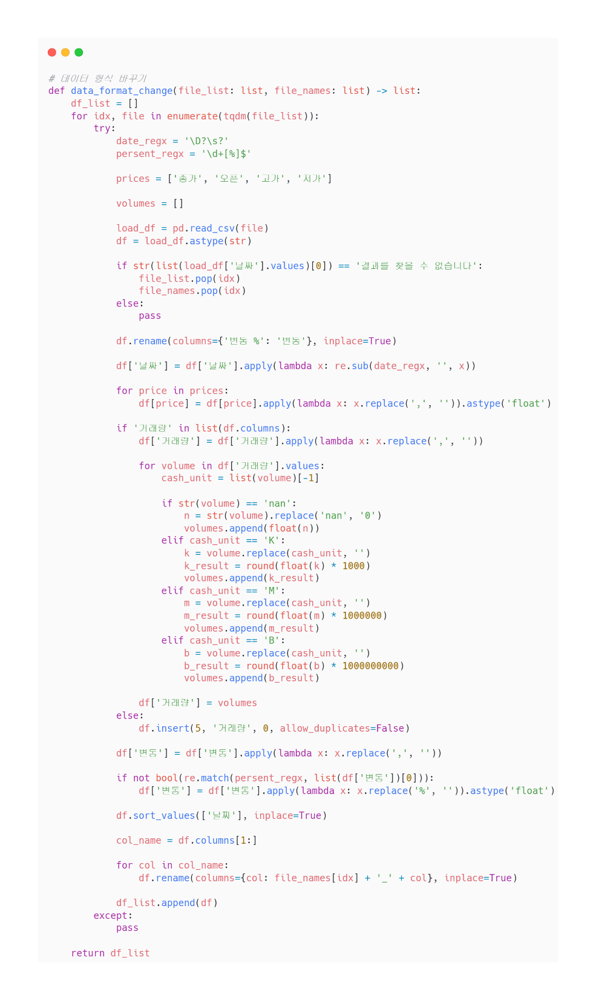 # 데이터 형식 바꾸기
def data_format_change(file_list: list, file_names: list) -> list:
    df_list = []
    for idx, file in enumerate(tqdm(file_list)):
        try:
            date_regx = '\D?\s?'
            persent_regx = '\d+[%]$'

            prices = ['종가', '오픈', '고가', '저가']

            volumes = []

            load_df = pd.read_csv(file)
            df = load_df.astype(str)

            if str(list(load_df['날짜'].values)[0]) == '결과를 찾을 수 없습니다':
                file_list.pop(idx)
                file_names.pop(idx)
            else:
                pass

            df.rename(columns={'변동 %': '변동'}, inplace=True)

            df['날짜'] = df['날짜'].apply(lambda x: re.sub(date_regx, '', x))

            for price in prices:
                df[price] = df[price].apply(lambda x: x.replace(',', '')).astype('float')

            if '거래량' in list(df.columns):
                df['거래량'] = df['거래량'].apply(lambda x: x.replace(',', ''))

                for volume in df['거래량'].values:
                    cash_unit = list(volume)[-1]

                    if str(volume) == 'nan':
                        n = str(volume).replace('nan', '0')
                        volumes.append(float(n))
                    elif cash_unit == 'K':
                        k = volume.replace(cash_unit, '')
                        k_result = round(float(k) * 1000)
                        volumes.append(k_result)
                    elif cash_unit == 'M':
                        m = volume.replace(cash_unit, '')
                        m_result = round(float(m) * 1000000)
                        volumes.append(m_result)
                    elif cash_unit == 'B':
                        b = volume.replace(cash_unit, '')
                        b_result = round(float(b) * 1000000000)
                        volumes.append(b_result)

                df['거래량'] = volumes
            else:
                df.insert(5, '거래량', 0, allow_duplicates=False)

            df['변동'] = df['변동'].apply(lambda x: x.replace(',', ''))

            if not bool(re.match(persent_regx, list(df['변동'])[0])):
                df['변동'] = df['변동'].apply(lambda x: x.replace('%', '')).astype('float')

            df.sort_values(['날짜'], inplace=True)

            col_name = df.columns[1:]

            for col in col_name:
                df.rename(columns={col: file_names[idx] + '_' + col}, inplace=True)

            df_list.append(df)
        except:
            pass

    return df_list